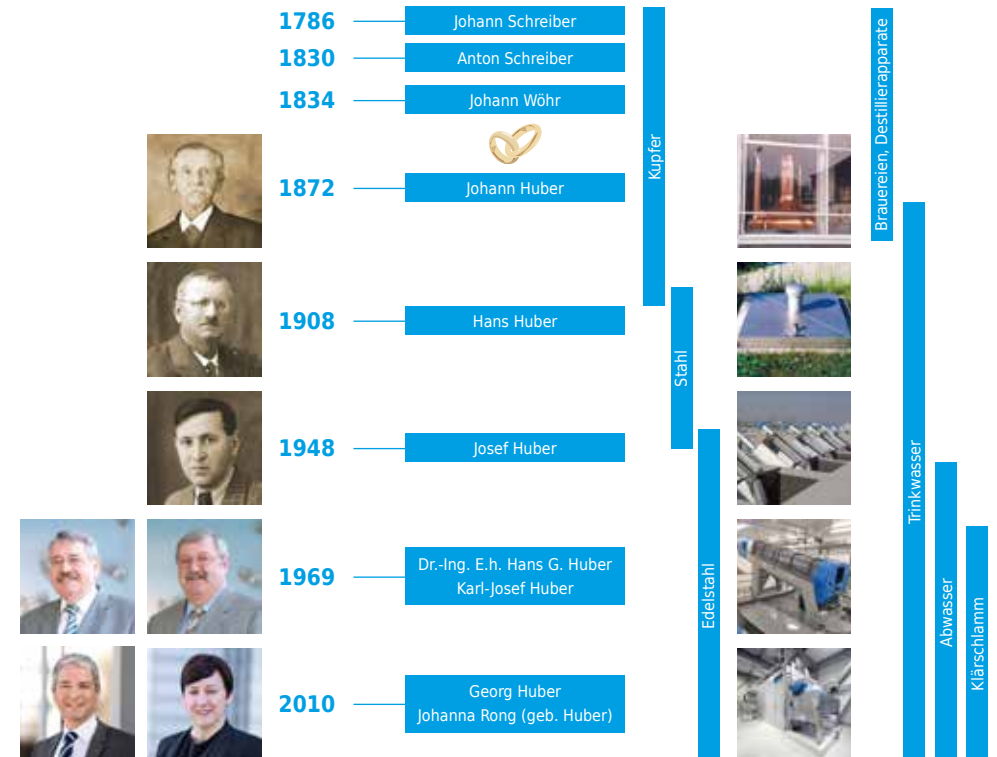 1786
Johann Schreiber
1830
Anton Schreiber
1834
Johann Wöhr
1872
Johann Huber
1908
Hans Huber
1948
Josef Huber
1969
Dr.-Ing. E.h. Hans G. Huber
Karl-Josef Huber
2010
Georg Huber
Johanna Rong (geb. Huber)
Kupfer
Stahl
Edelstahl
Brauereien, Destillierapparate
Trinkwasser
Abwasser
Klärschlamm